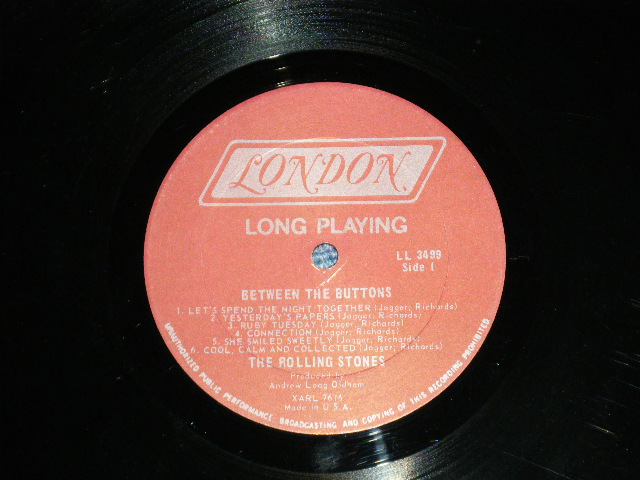 LONDON
LONG PLAYING
LL 3499
Side 1
BETWEEN THE BUTTONS
1. LET'S SPEND THE NIGHT TOGETHER (Jagger; Richards)
2. YESTERDAY'S PAPERS (Jagger; Richards)
3. RUBY TUESDAY (Jagger; Richards)
4. CONNECTION (Jagger; Richards)
5. SHE SMILED SWEETLY (Jagger; Richards)
6. COOL, CALM AND COLLECTED (Jagger; Richards)
THE ROLLING STONES
Produced by
Andrew Loog Oldham
XARL 7616
Made in U.S.A.
UNAUTHORIZED PUBLIC PERFORMANCE BROADCASTING AND COPYING OF THIS RECORDING PROHIBITED